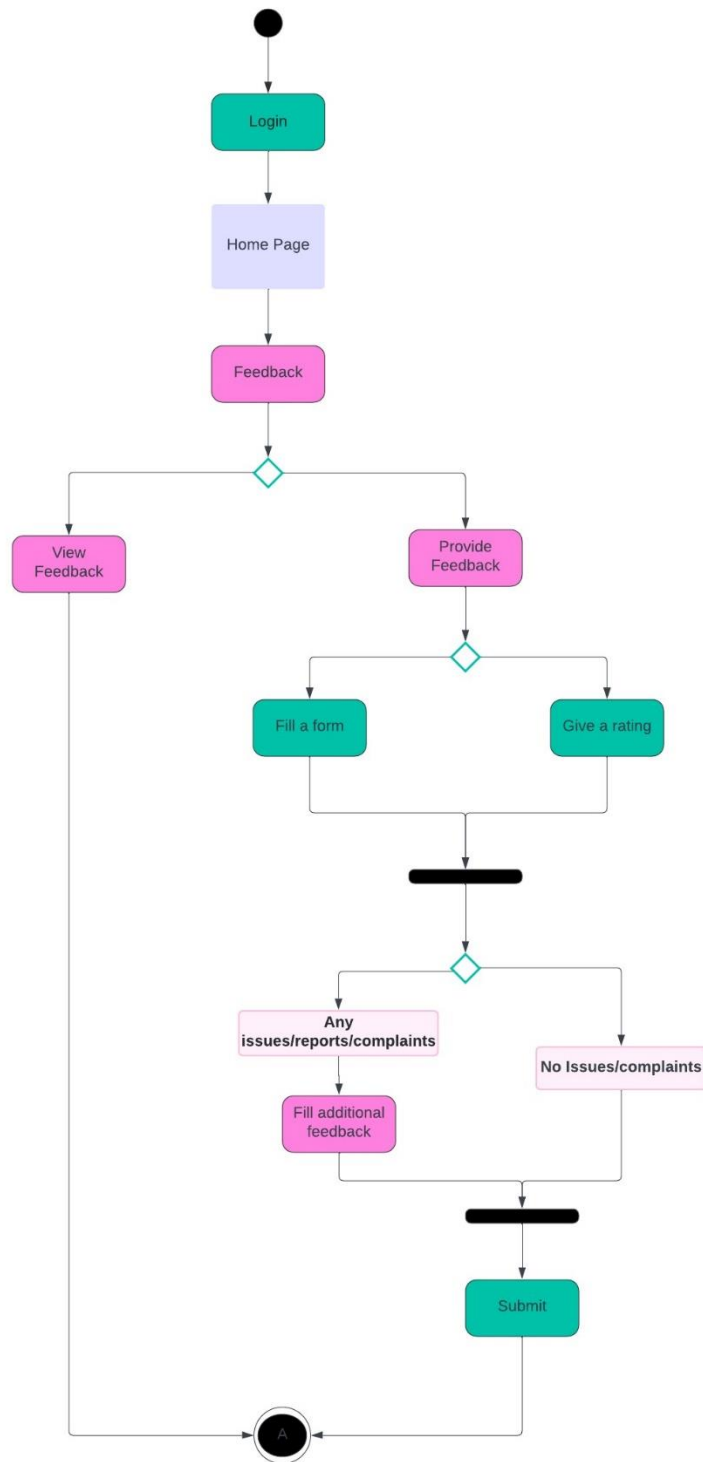 Login
Home Page
Feedback
View
Feedback
Provide
Feedback
Fill a form
Give a rating
Any
issues/reports/complaints
No Issues/complaints
Fill additional
feedback
Submit
A